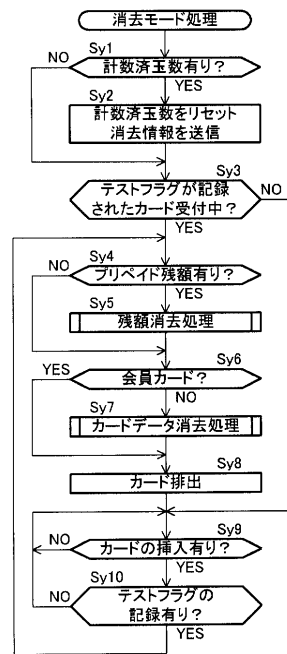 消去モード処理
Sy1
NO
計数済玉数有り?
YES
Sy2
計数済玉数をリセット
消去情報を送信
Sy3
テストフラグが記録
されたカード受付中?
NO
YES
Sy4
NO
プリペイド残額有り?
YES
Sy5
残額消去処理
Sy6
YES
会員カード?
NO
Sy7
カードデータ消去処理
Sy8
カード排出
Sy9
NO
カードの挿入有り?
Sy10
YES
NO
テストフラグの
記録有り?
YES